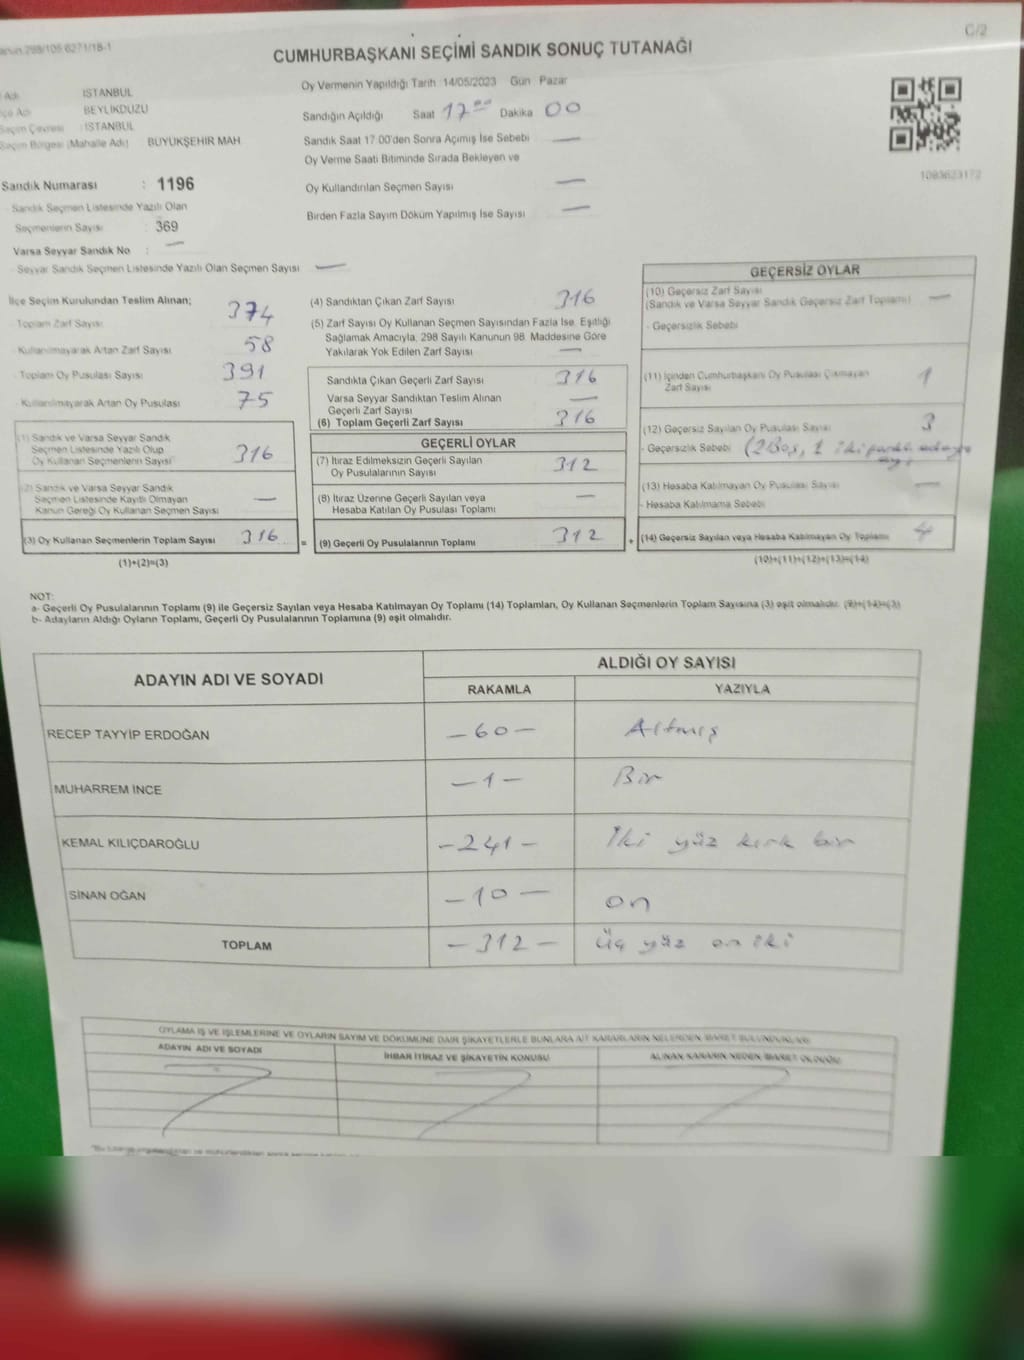 C/2
CUMHURBAŞKANI SEÇİMİ SANDIK SONUÇ TUTANAĞI
Adı İSTANBUL
BEYLİKDÜZÜ
Seçim Çevresi : İSTANBUL
Seçim Bölgesi (Mahalle Adı) BÜYÜKŞEHİR MAH
Sandık Numarası : 1196
Sandık Seçmen Listesinde Yazılı Olan
Seçmenlerin Sayısı : 369
Varsa Seyyar Sandık No : —
Seyyar Sandık Seçmen Listesinde Yazılı Olan Seçmen Sayısı —
Oy Vermenin Yapıldığı Tarih 14/05/2023 Gün Pazar
Sandığın Açıldığı Saat 17 00 Dakika 00
Sandık Saat 17:00'den Sonra Açımış İse Sebebi —
Oy Verme Saati Bitiminde Sırada Bekleyen ve
Oy Kullandırılan Seçmen Sayısı —
Birden Fazla Sayım Döküm Yapılmış İse Sayısı —
1083623172
İlçe Seçim Kurulundan Teslim Alınan;
Toplam Zarf Sayısı 374
Kullanılmayarak Artan Zarf Sayısı 58
Toplam Oy Pusulası Sayısı 391
Kullanılmayarak Artan Oy Pusulası 75
(1) Sandık ve Varsa Seyyar Sandık
Seçmen Listesinde Yazılı Olup
Oy Kullanan Seçmenlerin Sayısı 316
(2) Sandık ve Varsa Seyyar Sandık
Seçmen Listesinde Kayıtlı Olmayan
Kanun Gereği Oy Kullanan Seçmen Sayısı —
(3) Oy Kullanan Seçmenlerin Toplam Sayısı 316 =
(1)+(2)=(3)
(4) Sandıktan Çıkan Zarf Sayısı 316
(5) Zarf Sayısı Oy Kullanan Seçmen Sayısından Fazla İse, Eşitliği
Sağlamak Amacıyla, 298 Sayılı Kanunun 98. Maddesine Göre
Yakılarak Yok Edilen Zarf Sayısı —
Sandıkta Çıkan Geçerli Zarf Sayısı 316
Varsa Seyyar Sandıktan Teslim Alınan
Geçerli Zarf Sayısı —
(6) Toplam Geçerli Zarf Sayısı 316
GEÇERLİ OYLAR
(7) İtiraz Edilmeksizin Geçerli Sayılan
Oy Pusulalarının Sayısı 312
(8) İtiraz Üzerine Geçerli Sayılan veya
Hesaba Katılan Oy Pusulası Toplamı —
(9) Geçerli Oy Pusulalarının Toplamı 312 +
GEÇERSİZ OYLAR
(10) Geçersiz Zarf Sayısı
(Sandık ve Varsa Seyyar Sandık Geçersiz Zarf Toplamı) —
- Geçersizlik Sebebi
(11) İçinden Cumhurbaşkanı Oy Pusulası Çıkmayan
Zarf Sayısı 1
(12) Geçersiz Sayılan Oy Pusulası Sayısı 3
- Geçersizlik Sebebi (2 Boş, 1 iki
(13) Hesaba Katılmayan Oy Pusulası Sayısı —
- Hesaba Katılmama Sebebi
(14) Geçersiz Sayılan veya Hesaba Katılmayan Oy Toplamı 4
(10)+(11)+(12)+(13)=(14)
NOT:
a- Geçerli Oy Pusulalarının Toplamı (9) ile Geçersiz Sayılan veya Hesaba Katılmayan Oy Toplamı (14) Toplamları, Oy Kullanan Seçmenlerin Toplam Sayısına (3) eşit olmalıdır. (9)+(14)=(3)
b- Adayların Aldığı Oyların Toplamı, Geçerli Oy Pusulalarının Toplamına (9) eşit olmalıdır.
ADAYIN ADI VE SOYADI ALDIĞI OY SAYISI
RAKAMLA YAZIYLA
RECEP TAYYİP ERDOĞAN —60— Altmış
MUHARREM İNCE —1— Bir
KEMAL KILIÇDAROĞLU —241— İki yüz kırk bir
SİNAN OĞAN —10— on
TOPLAM —312— Üç yüz on iki
OYLAMA İŞ VE İŞLEMLERİNE VE OYLARIN SAYIM VE DÖKÜMÜNE DAİR ŞİKAYETLERLE BUNLARA AİT KARARLARIN NELERDEN İBARET BULUNDUKLARI
ADAYIN ADI VE SOYADI İHBAR İTİRAZ VE ŞİKAYETİN KONUSU ALINAN KARARIN NEDEN İBARET OLDUĞU